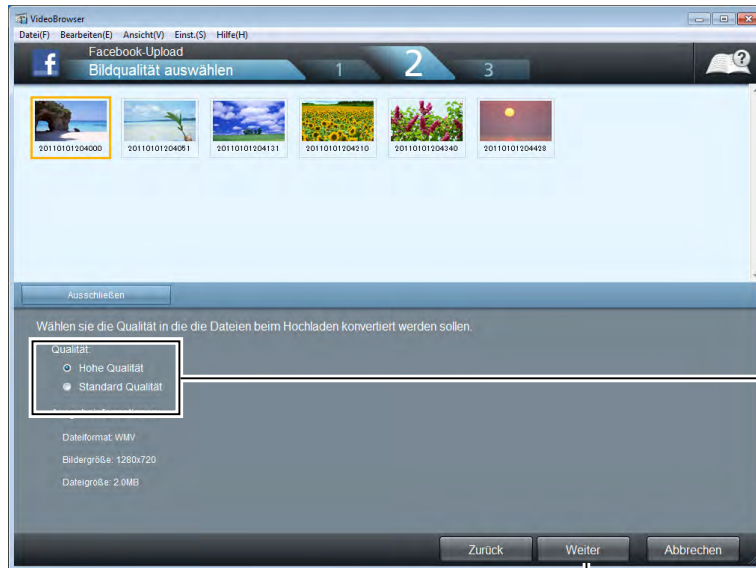 VideoBrowser
Datei(F) Bearbeiten(E) Ansicht(V) Einst.(S) Hilfe(H)
f
Facebook-Upload
Bildqualität auswählen
1
2
3
?
20110101204000
20110101204051
20110101204131
20110101204210
20110101204340
20110101204428
Ausschließen
Wählen sie die Qualität in die die Dateien beim Hochladen konvertiert werden sollen.
Qualität:
Hohe Qualität
Standard Qualität
Dateiformat: WMV
Bildergröße: 1280x720
Dateigröße: 2.0MB
Zurück
Weiter
Abbrechen